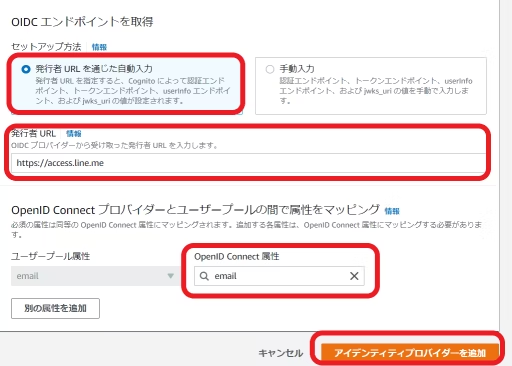 OIDC エンドポイントを取得
セットアップ方法 情報
発行者 URL を通じた自動入力
発行者 URL を指定すると、Cognito によって認証エンド
ポイント、トークンエンドポイント、userInfo エンドポイ
ント、および jwks_uri の値が設定されます。
手動入力
認証エンドポイント、トークンエンドポイント、userInfo
エンドポイント、および jwks_uri の値を手動で入力しま
す。
発行者 URL 情報
OIDC プロバイダーから受け取った発行者 URL を入力します。
https://access.line.me
OpenID Connect プロバイダーとユーザープールの間で属性をマッピング 情報
必須の属性は同等の OpenID Connect 属性にマッピングされます。追加する各属性は、OpenID Connect 属性にマッピングする必要がありま
す。
ユーザープール属性
email
OpenID Connect 属性
email
別の属性を追加
キャンセル
アイデンティティプロバイダーを追加